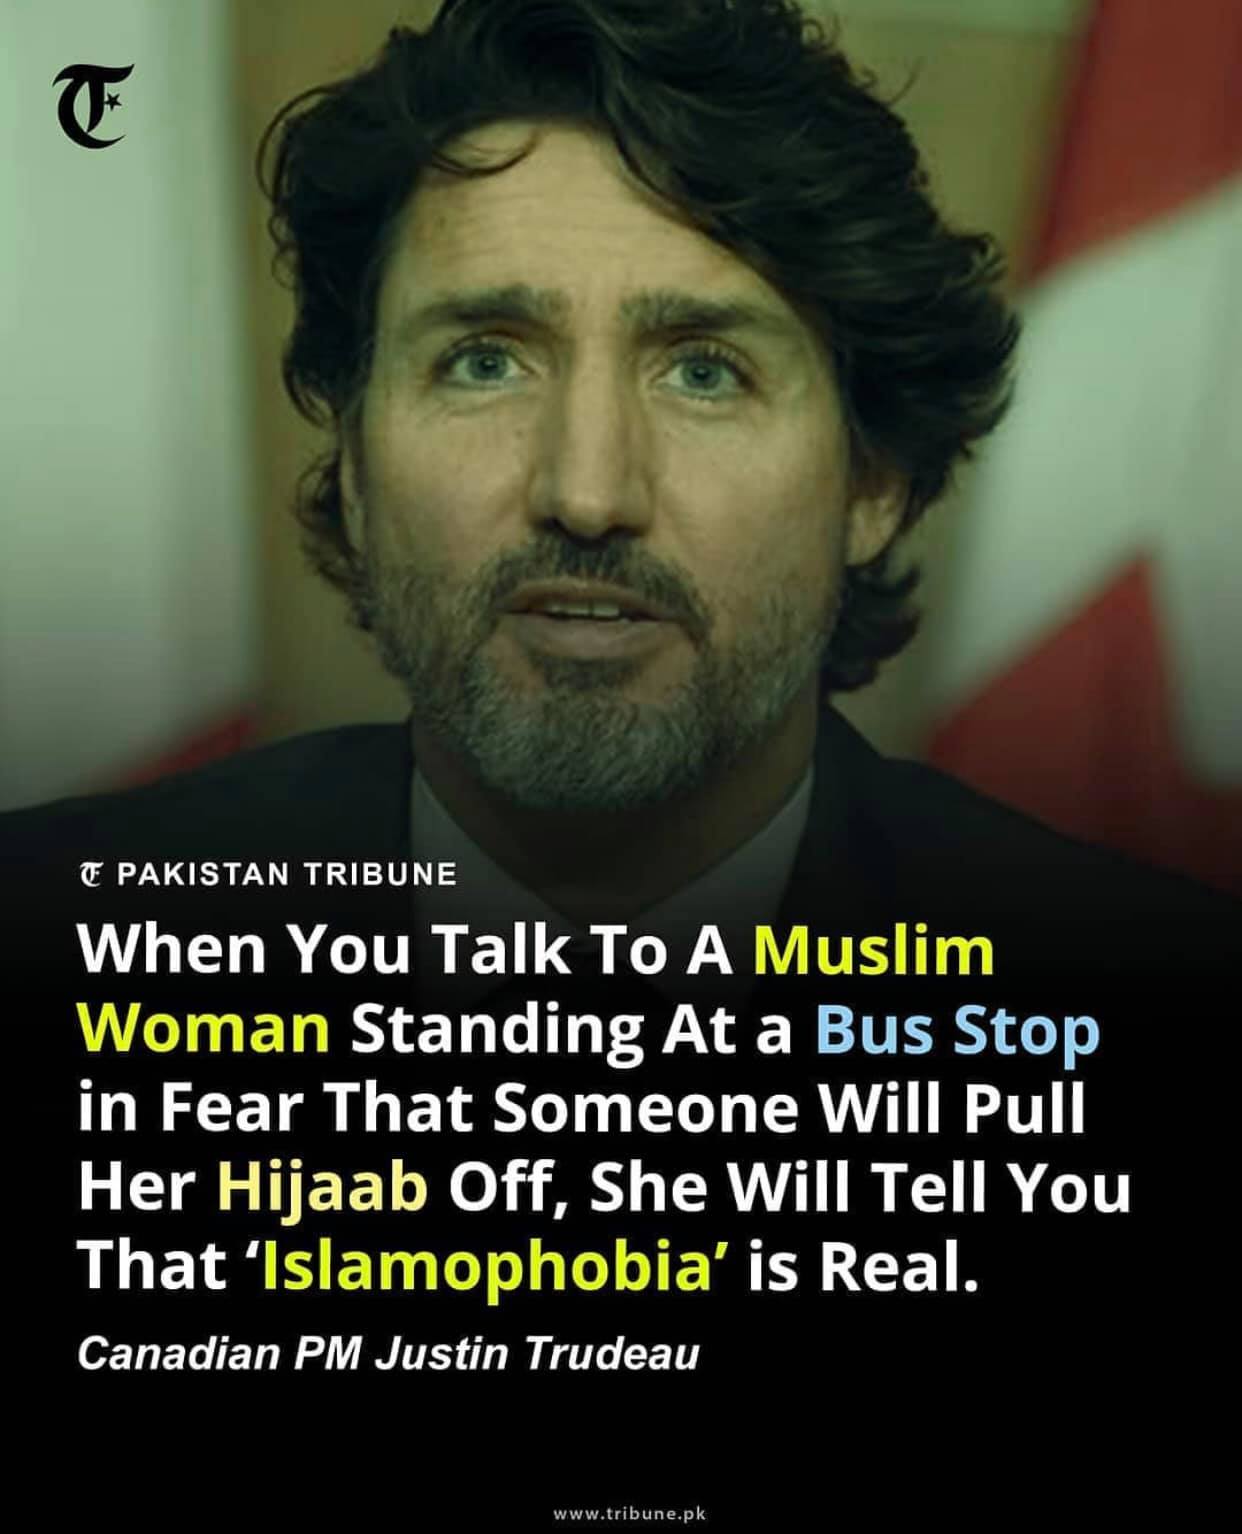 PAKISTAN TRIBUNE
When You Talk To A Muslim
Woman Standing At a Bus Stop
in Fear That Someone Will Pull
Her Hijaab Off, She Will Tell You
That ‘Islamophobia’ is Real.
Canadian PM Justin Trudeau
www.tribune.pk